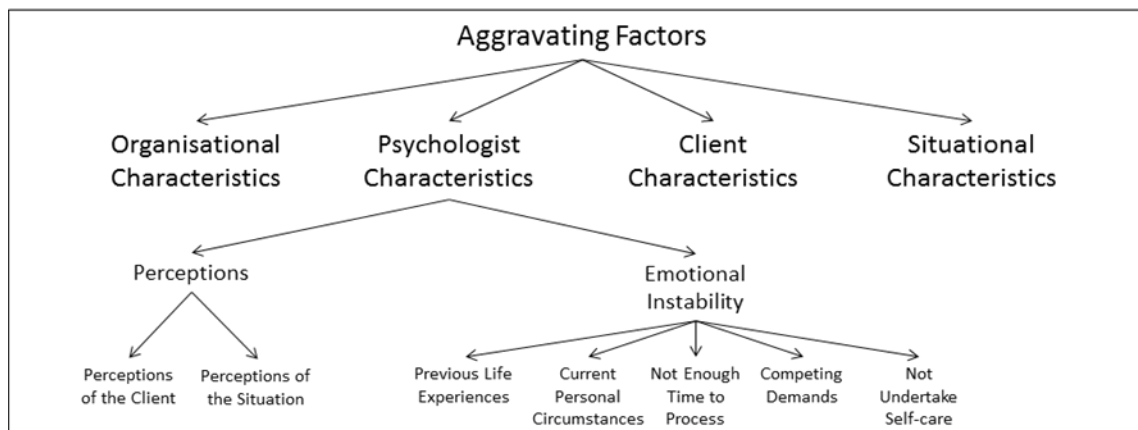 Aggravating Factors
Organisational
Characteristics
Psychologist
Characteristics
Client
Characteristics
Situational
Characteristics
Perceptions
Emotional
Instability
Perceptions
of the Client
Perceptions of
the Situation
Previous Life
Experiences
Current
Personal
Circumstances
Not Enough
Time to
Process
Competing
Demands
Not
Undertake
Self-care